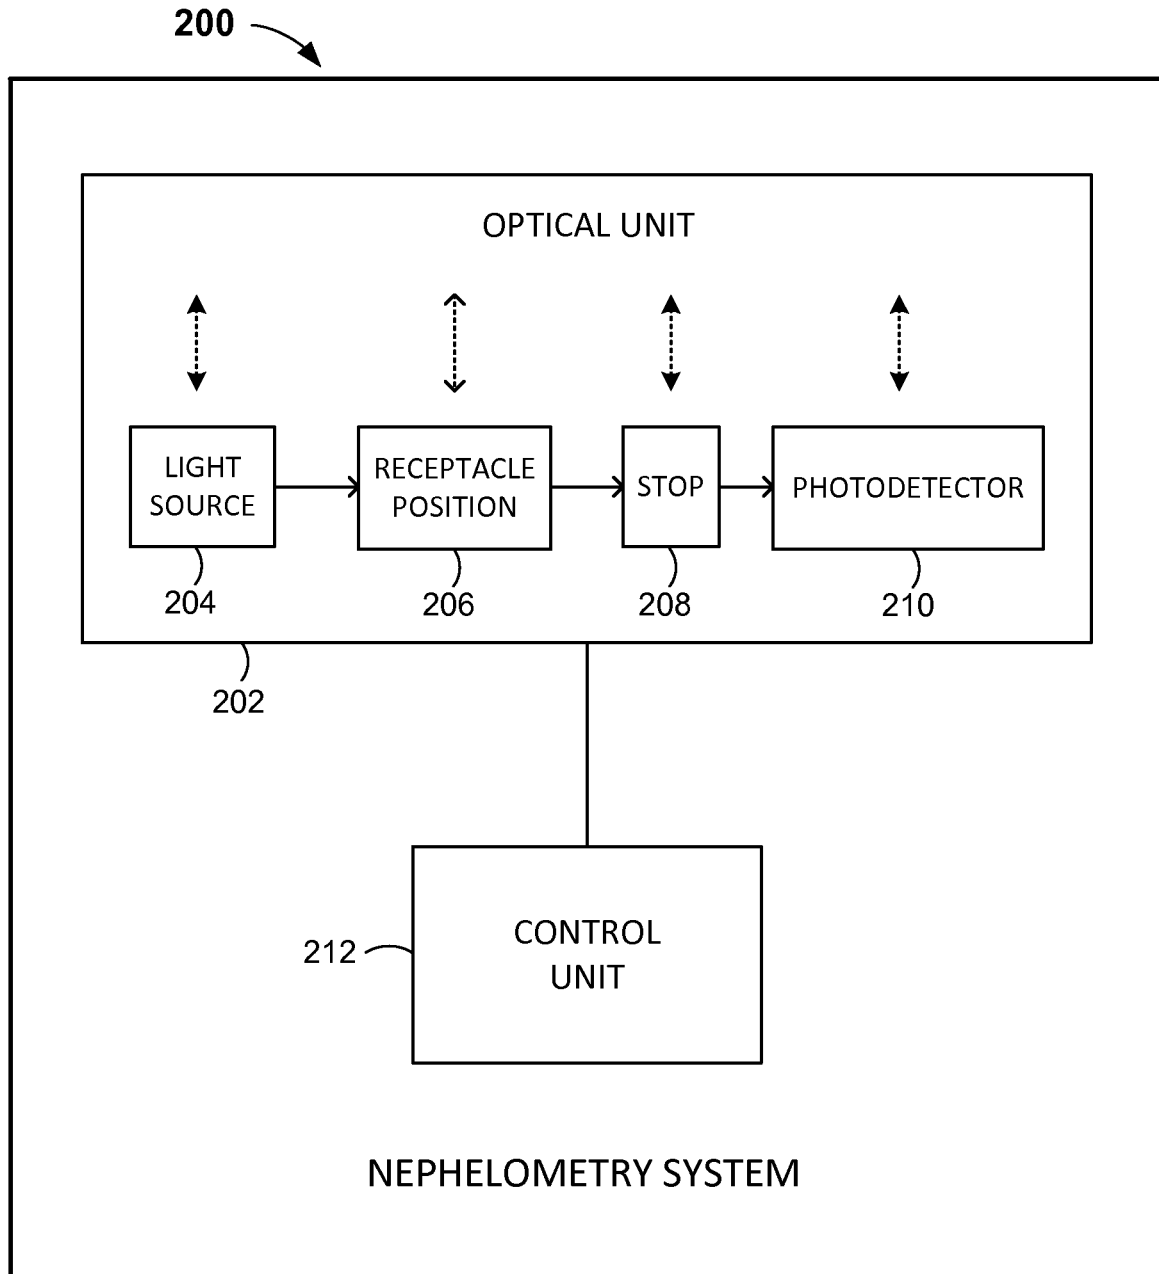 200
OPTICAL UNIT
LIGHT
SOURCE
RECEPTACLE
POSITION
STOP
PHOTODETECTOR
204
206
208
210
202
212
CONTROL
UNIT
NEPHELOMETRY SYSTEM